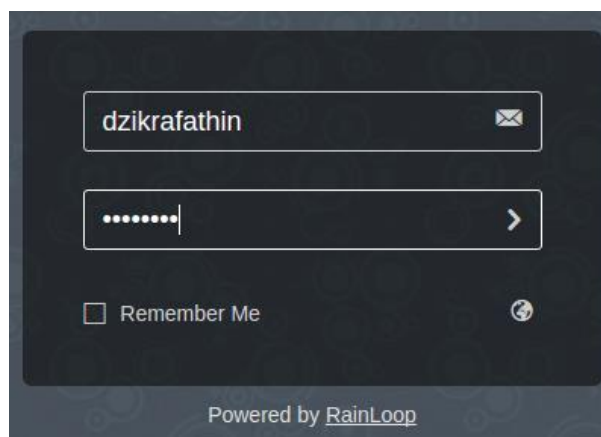 dzikrafathin
••••••••
Remember Me
Powered by RainLoop